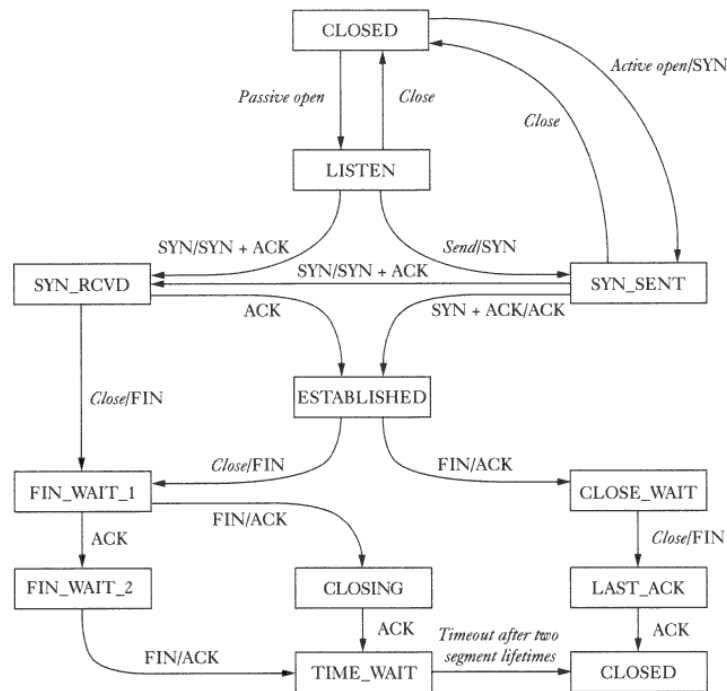 CLOSED
Active open/SYN
Passive open
Close
Close
LISTEN
SYN/SYN + ACK
Send/SYN
SYN/SYN + ACK
SYN_RCVD
SYN_SENT
ACK
SYN + ACK/ACK
Close/FIN
ESTABLISHED
Close/FIN
FIN/ACK
FIN_WAIT_1
CLOSE_WAIT
FIN/ACK
ACK
Close/FIN
FIN_WAIT_2
CLOSING
LAST_ACK
ACK
Timeout after two
segment lifetimes
ACK
FIN/ACK
TIME_WAIT
CLOSED